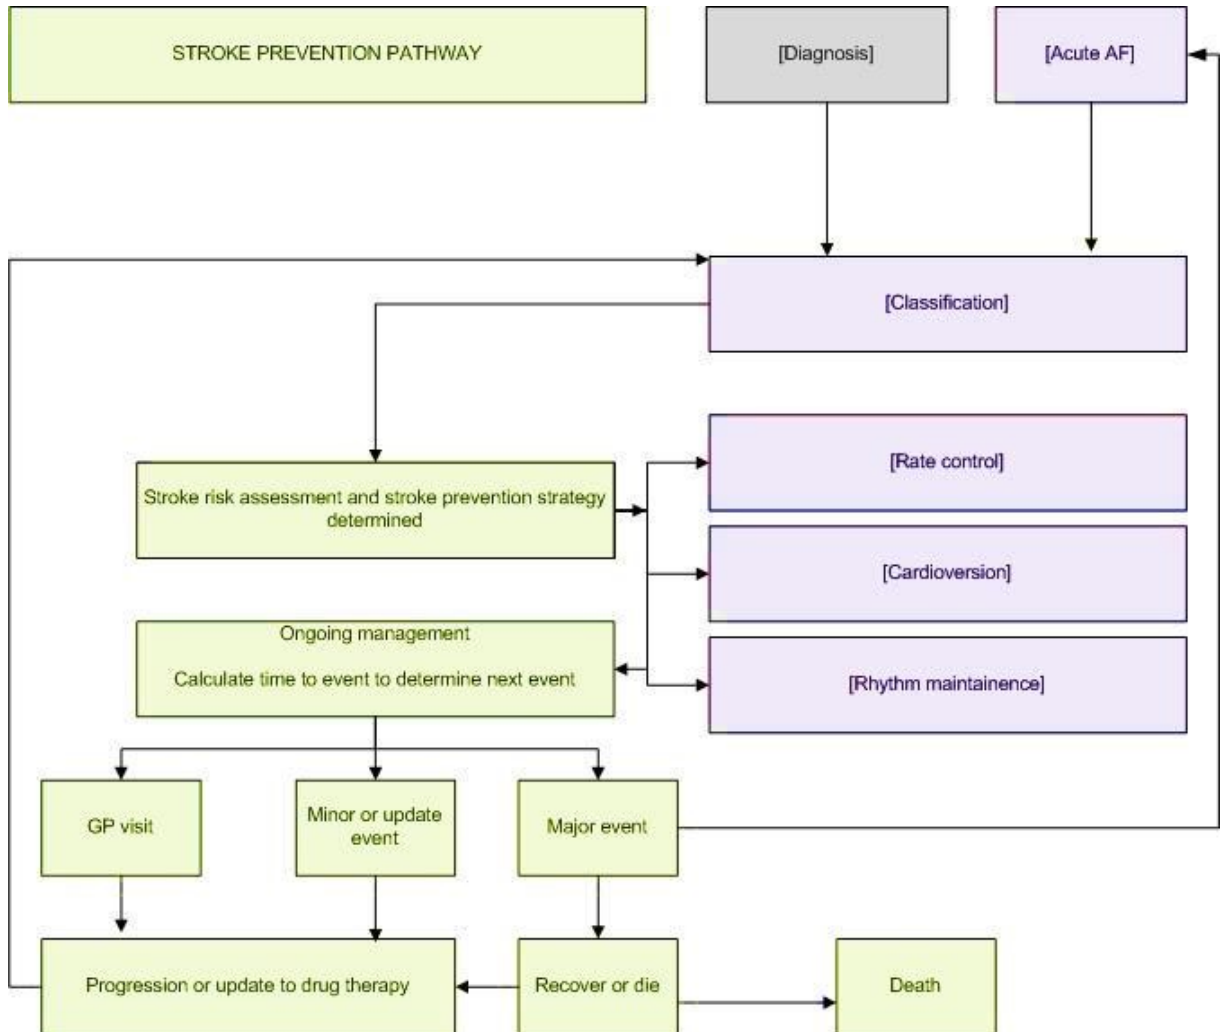 STROKE PREVENTION PATHWAY
[Diagnosis]
[Acute AF]
[Classification]
[Rate control]
Stroke risk assessment and stroke prevention strategy
determined
[Cardioversion]
Ongoing management
Calculate time to event to determine next event
[Rhythm maintainence]
GP visit
Minor or update
event
Major event
Progression or update to drug therapy
Recover or die
Death